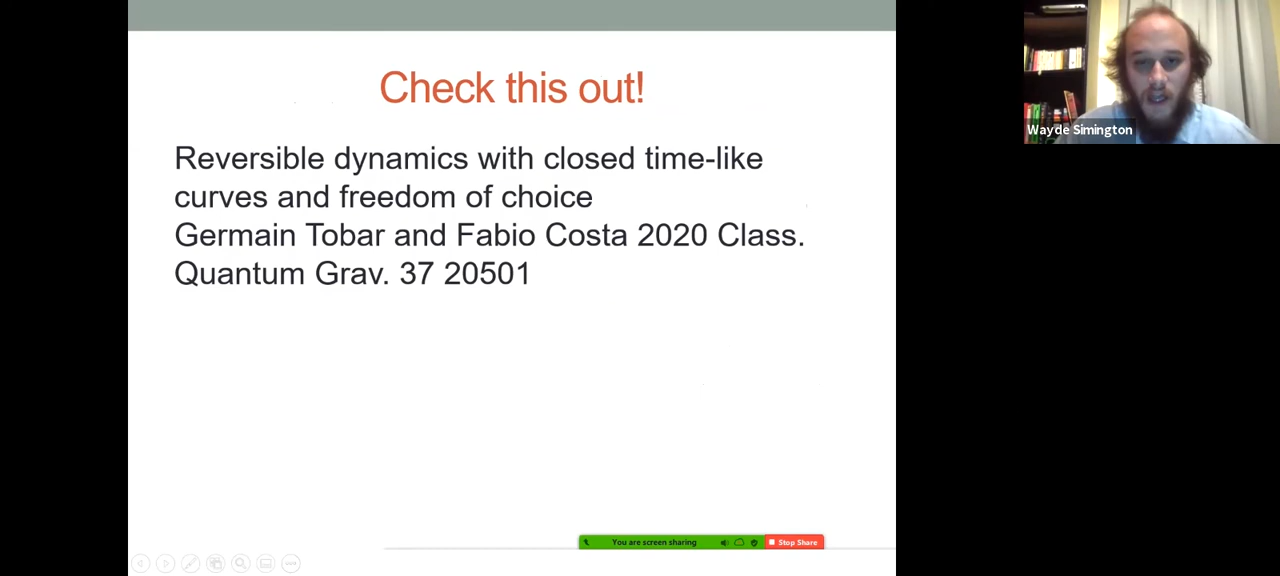 Check this out!
Reversible dynamics with closed time-like
curves and freedom of choice
Germain Tobar and Fabio Costa 2020 Class.
Quantum Grav. 37 20501
Wayde Simington
You are screen sharing
Stop Share